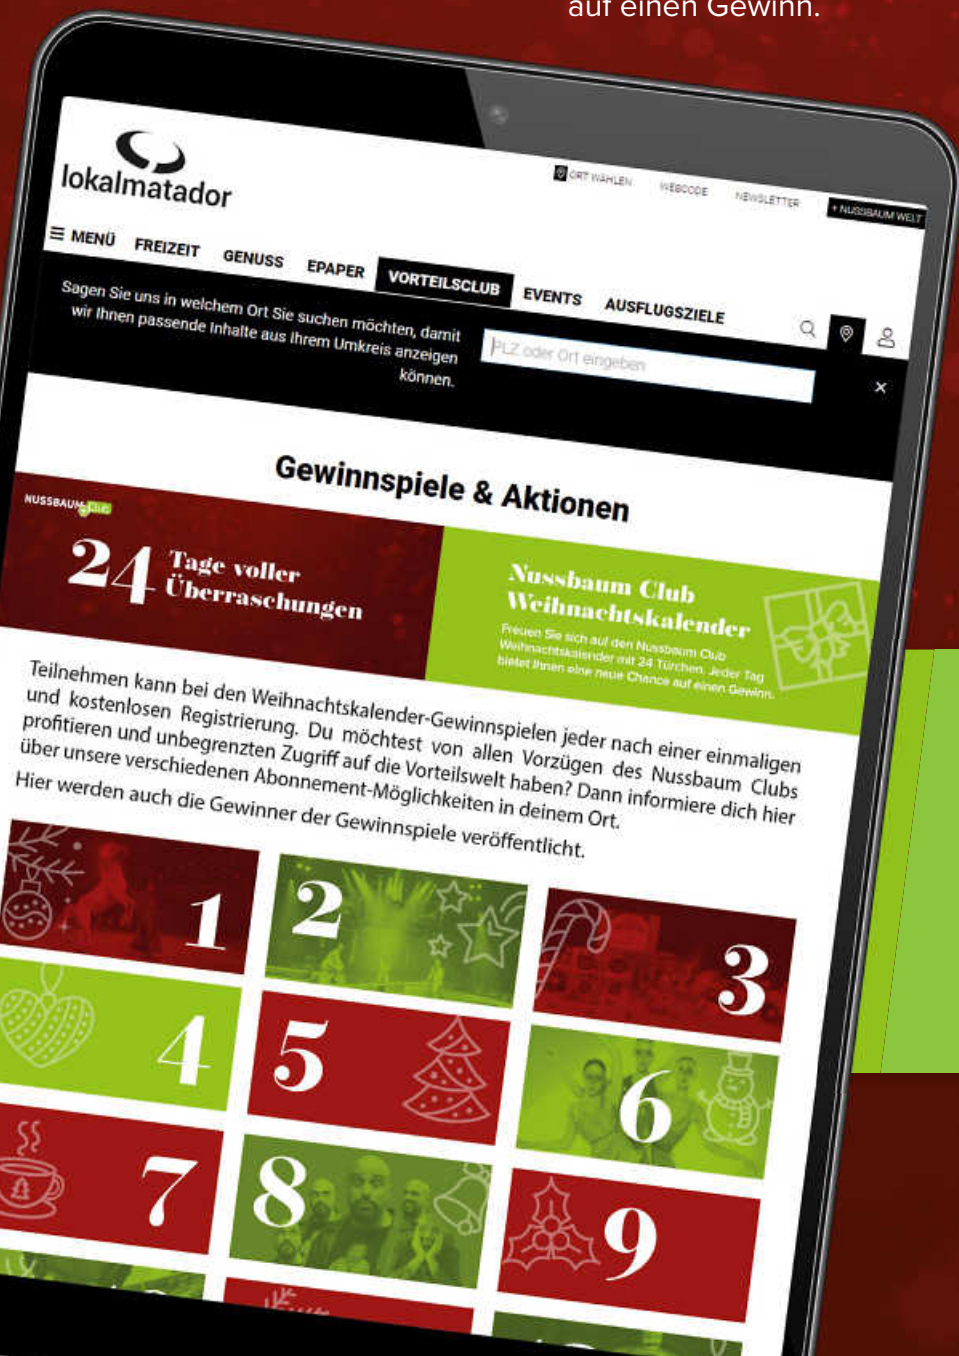 auf einen Gewinn.
lokalmatador
ORT WÄHLEN
WEBCODE
NEWSLETTER
+ NUSSBAUM WELT
MENÜ
FREIZEIT
GENUSS
EPAPER
VORTEILSCLUB
EVENTS
AUSFLUGSZIELE
Sagen Sie uns in welchem Ort Sie suchen möchten, damit
wir Ihnen passende Inhalte aus Ihrem Umkreis anzeigen
können.
PLZ oder Ort eingeben
Gewinnspiele & Aktionen
NUSSBAUM Club
24 Tage voller
Überraschungen
Nussbaum Club
Weihnachtskalender
Freuen Sie sich auf den Nussbaum Club
Weihnachtskalender mit 24 Türchen. Jeder Tag
bietet Ihnen eine neue Chance auf einen Gewinn.
Teilnehmen kann bei den Weihnachtskalender-Gewinnspielen jeder nach einer einmaligen
und kostenlosen Registrierung. Du möchtest von allen Vorzügen des Nussbaum Clubs
profitieren und unbegrenzten Zugriff auf die Vorteilswelt haben? Dann informiere dich hier
über unsere verschiedenen Abonnement-Möglichkeiten in deinem Ort.
Hier werden auch die Gewinner der Gewinnspiele veröffentlicht.
1
2
3
4
5
6
7
8
9